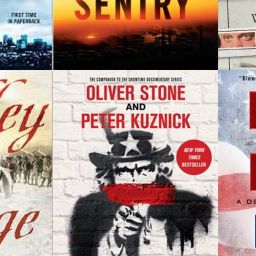 FIRST TIME
IN PAPERBACK
SENTRY
THE COMPANION TO THE SHOWTIME DOCUMENTARY SERIES
OLIVER STONE
AND
PETER KUZNICK
NEW YORK
TIMES
BESTSELLER
ey
ge
"Blow
A DE